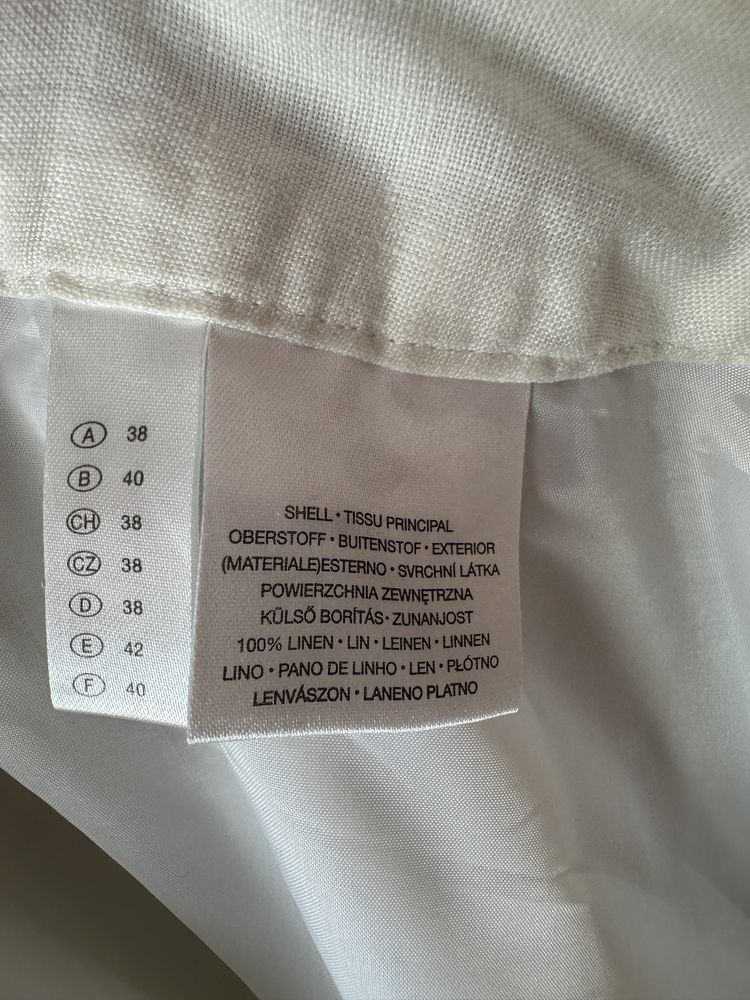 A 38
B 40
CH 38
CZ 38
D 38
E 42
F 40
SHELL • TISSU PRINCIPAL
OBERSTOFF • BUITENSTOF • EXTERIOR
(MATERIALE)ESTERNO • SVRCHNÍ LÁTKA
POWIERZCHNIA ZEWNĘTRZNA
KÜLSŐ BORÍTÁS • ZUNANJOST
100% LINEN • LIN • LEINEN • LINNEN
LINO • PANO DE LINHO • LEN • PŁÓTNO
LENVÁSZON • LANENO PLATNO